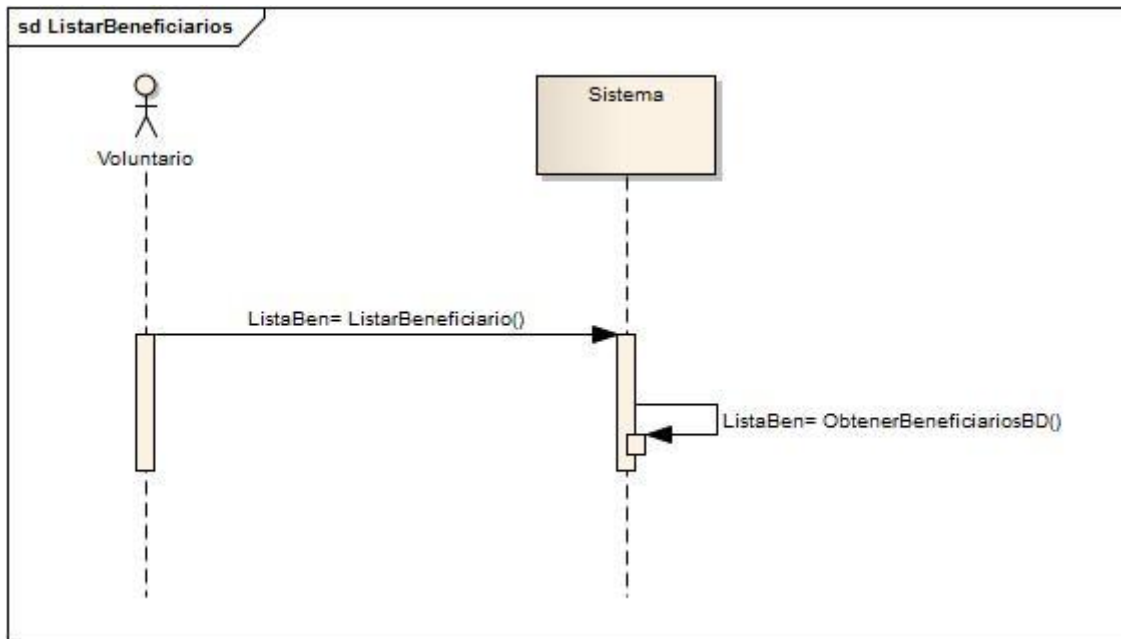 sd ListarBeneficiarios
Voluntario
Sistema
ListaBen= ListarBeneficiario()
ListaBen= ObtenerBeneficiariosBD()